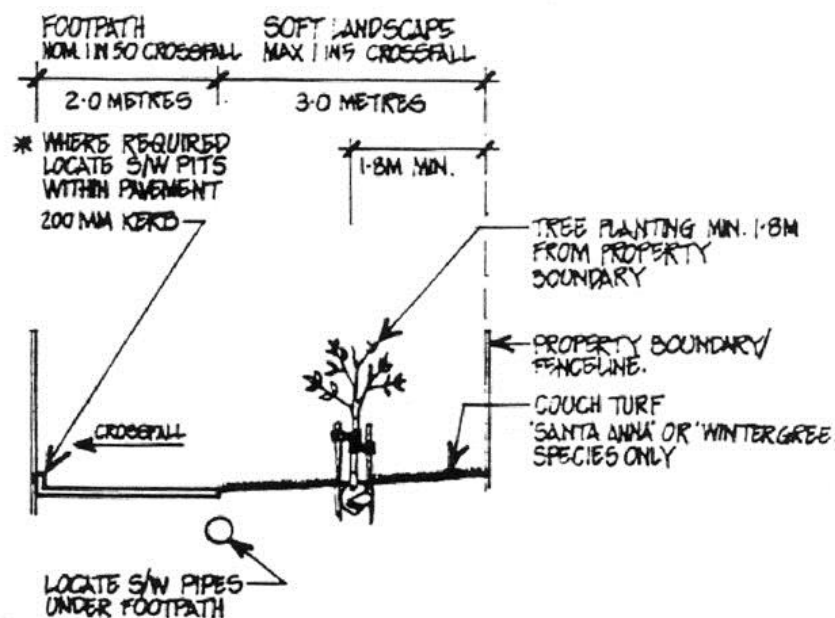 FOOTPATH
NOM. 1 IN 50 CROSSFALL
SOFT LANDSCAPE
MAX 1 IN 5 CROSSFALL
2.0 METRES
3.0 METRES
* WHERE REQUIRED
LOCATE S/W PITS
WITHIN PAVEMENT
1.8M MIN.
200 MM KERB
TREE PLANTING MIN. 1.8M
FROM PROPERTY
BOUNDARY
PROPERTY BOUNDARY/
FENCELINE.
COUCH TURF
'SANTA ANNA' OR 'WINTERGREE
SPECIES ONLY
CROSSFALL
LOCATE S/W PIPES
UNDER FOOTPATH